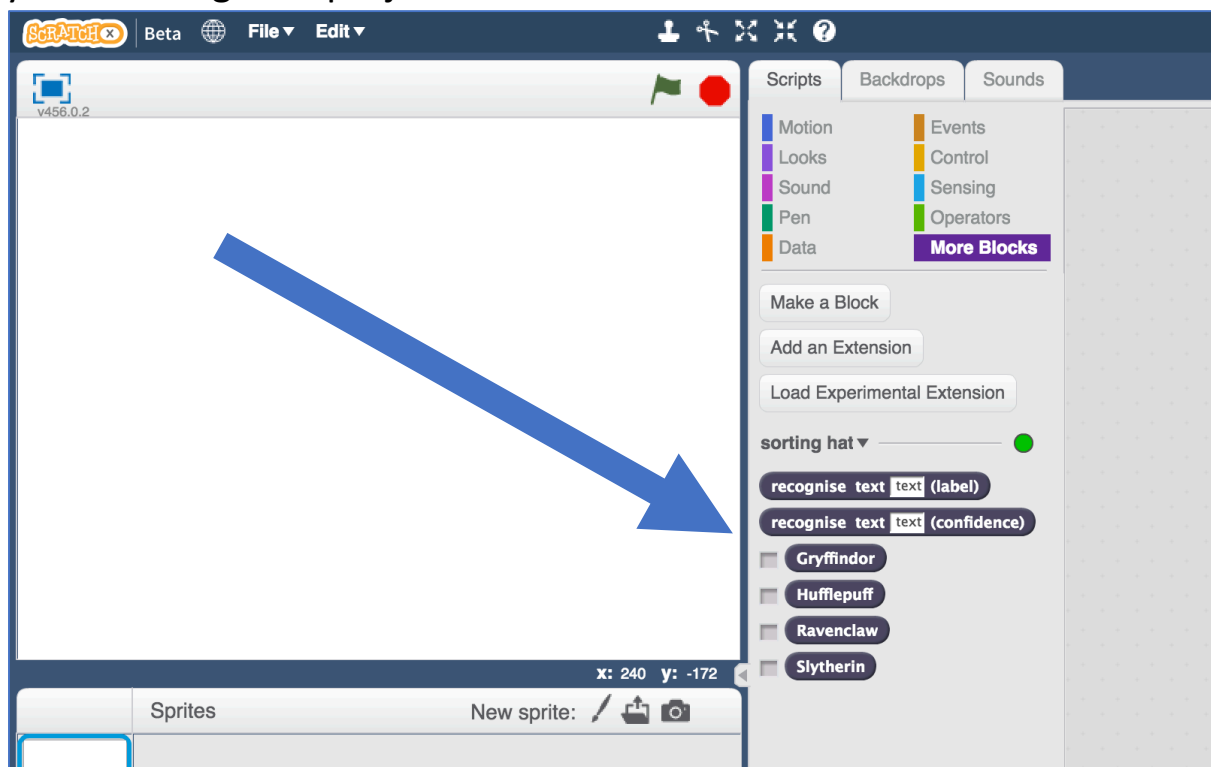 SCRATCH X Beta File Edit
v456.0.2
Scripts Backdrops Sounds
Motion Events
Looks Control
Sound Sensing
Pen Operators
Data More Blocks
Make a Block
Add an Extension
Load Experimental Extension
sorting hat
recognise text text (label)
recognise text text (confidence)
Gryffindor
Hufflepuff
Ravenclaw
Slytherin
x: 240 y: -172
Sprites New sprite: